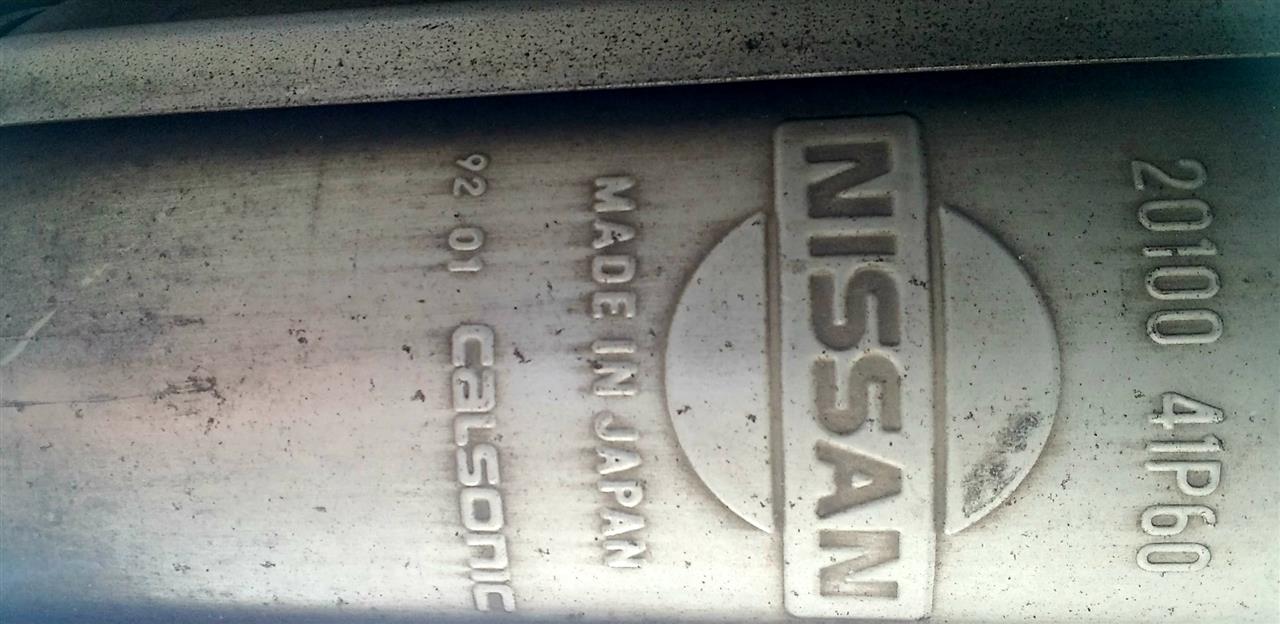 20100 41P60
NISSAN
MADE IN JAPAN
92 01 CALSONIC